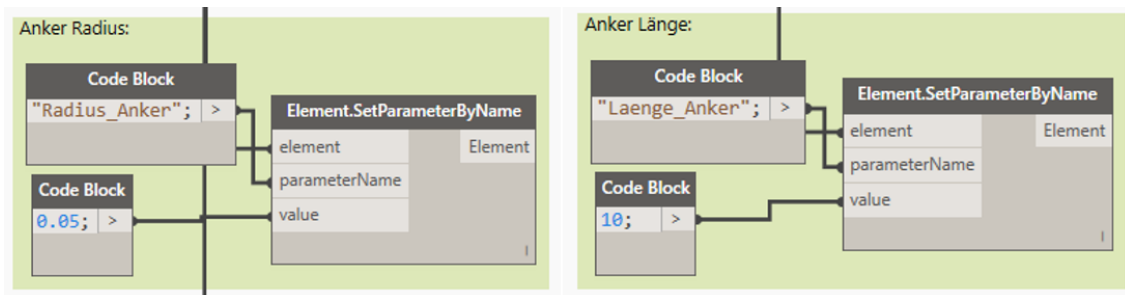 Anker Radius:
Code Block
"Radius_Anker"; >
Element.SetParameterByName
element Element
parameterName
value
Code Block
0.05; >
Anker Länge:
Code Block
"Laenge_Anker"; >
Element.SetParameterByName
element Element
parameterName
value
Code Block
10; >